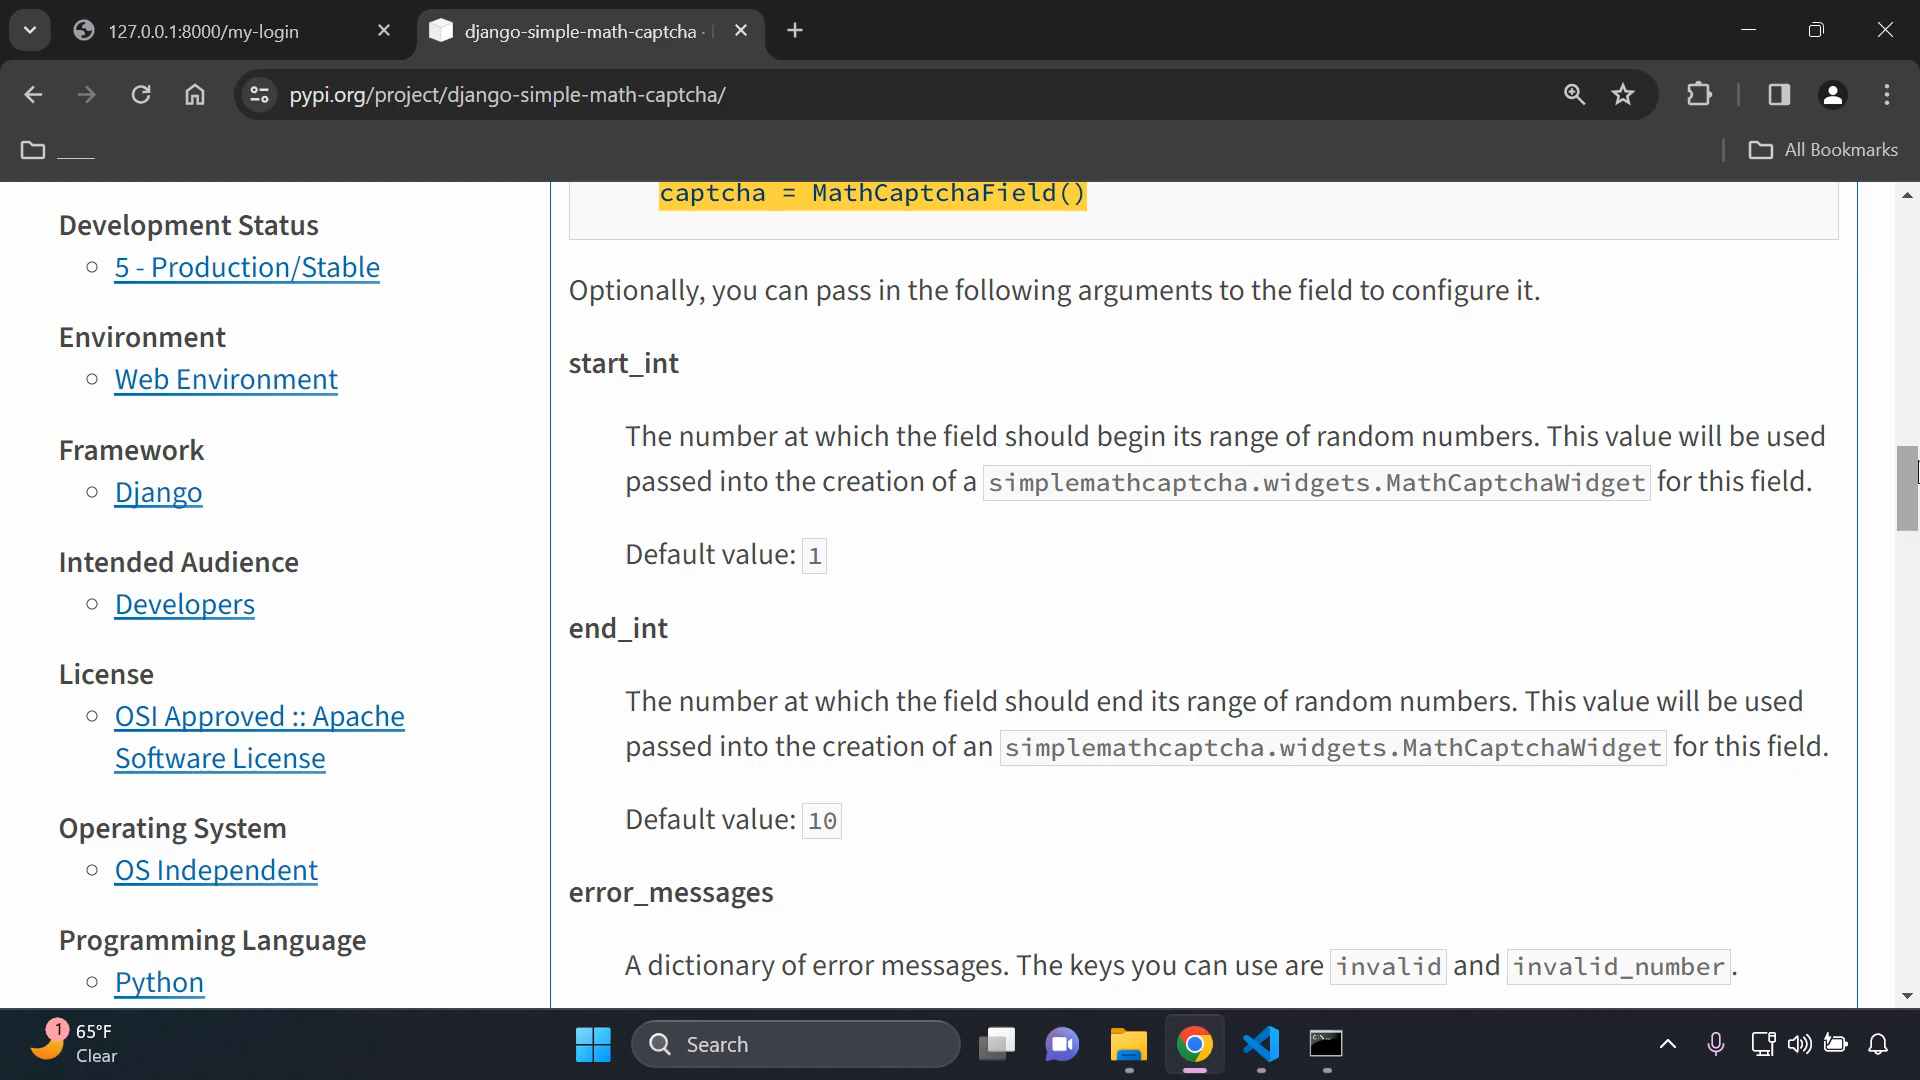 127.0.0.1:8000/my-login
django-simple-math-captcha ·
pypi.org/project/django-simple-math-captcha/
____
All Bookmarks
Development Status
5 - Production/Stable
Environment
Web Environment
Framework
Django
Intended Audience
Developers
License
OSI Approved :: Apache
Software License
Operating System
OS Independent
Programming Language
Python
captcha = MathCaptchaField()
Optionally, you can pass in the following arguments to the field to configure it.
start_int
The number at which the field should begin its range of random numbers. This value will be used
passed into the creation of a simplemathcaptcha.widgets.MathCaptchaWidget for this field.
Default value: 1
end_int
The number at which the field should end its range of random numbers. This value will be used
passed into the creation of an simplemathcaptcha.widgets.MathCaptchaWidget for this field.
Default value: 10
error_messages
A dictionary of error messages. The keys you can use are invalid and invalid_number.
1
65°F
Clear
Search